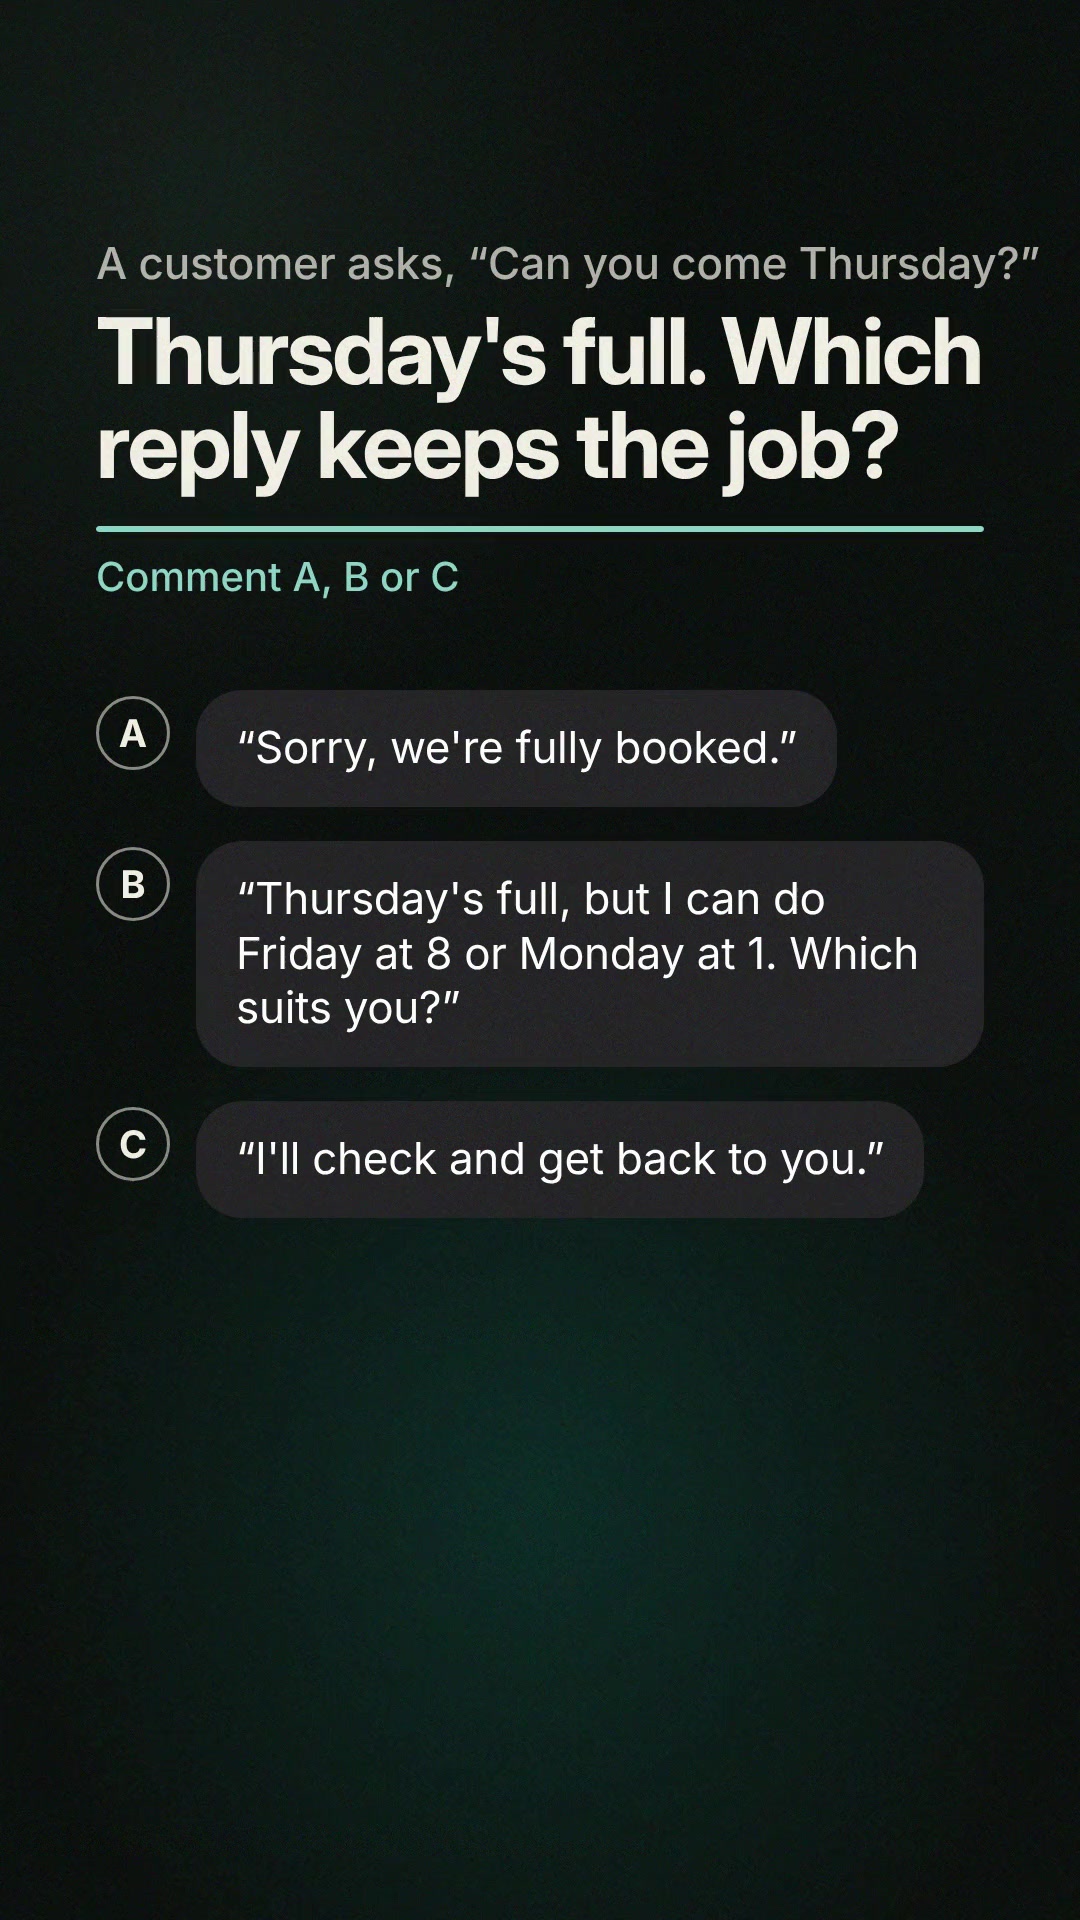 A customer asks, “Can you come Thursday?”
Thursday's full. Which
reply keeps the job?
Comment A, B or C
A
“Sorry, we're fully booked.”
B
“Thursday's full, but I can do
Friday at 8 or Monday at 1. Which
suits you?”
C
“I'll check and get back to you.”